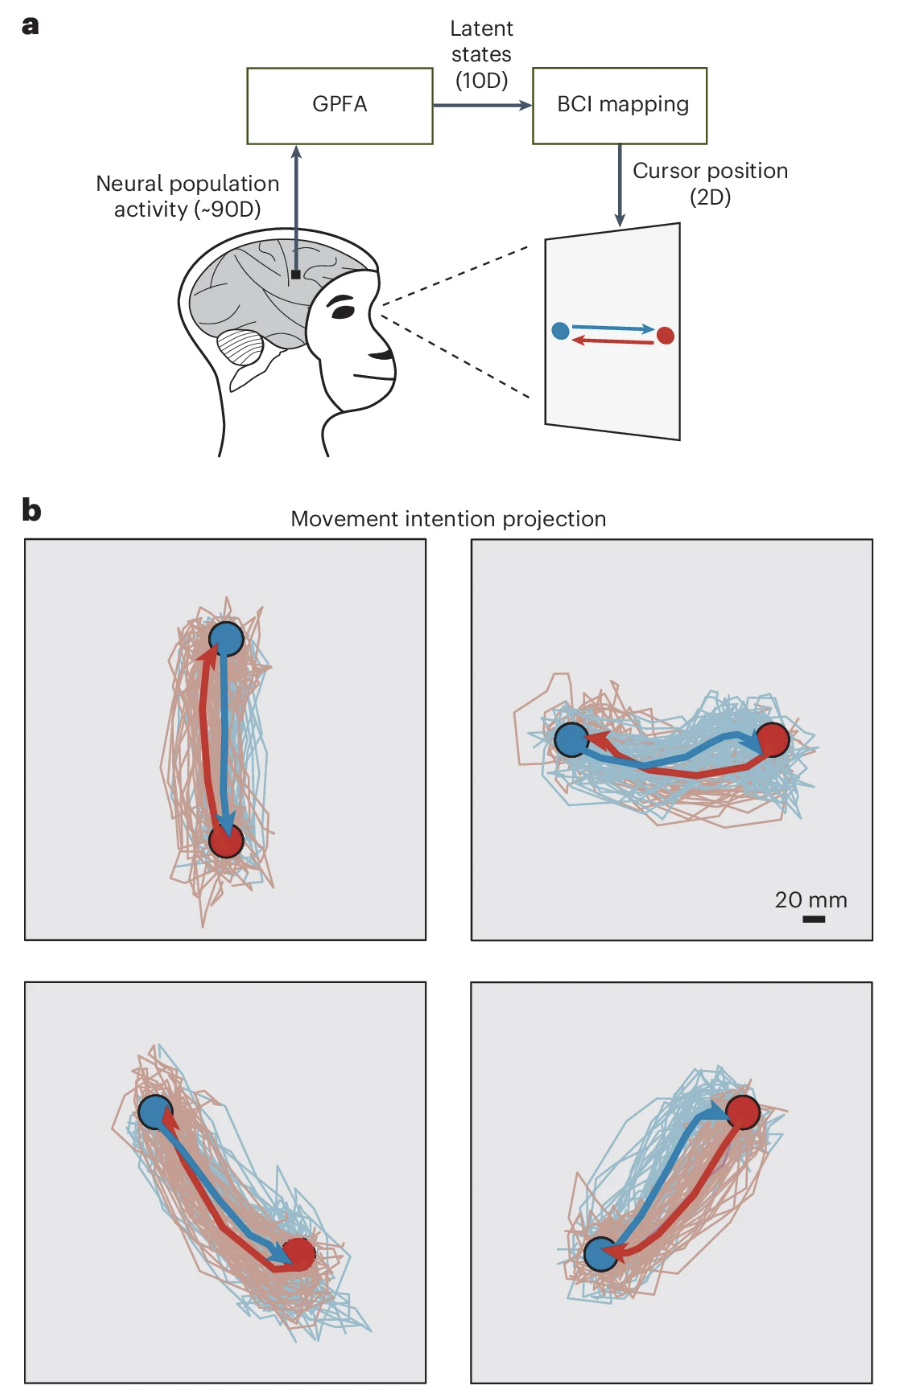 a
Latent
states
(10D)
GPFA
BCI mapping
Neural population
activity (~90D)
Cursor position
(2D)
b
Movement intention projection
20 mm